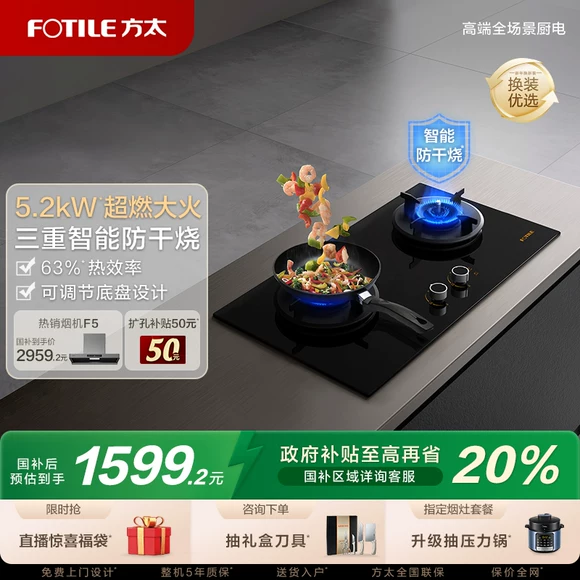 FOTILE 方太
高端全场景厨电
换装
优选
智能
防干烧
5.2kW 超燃大火
三重智能防干烧
63%*热效率
可调节底盘设计
热销烟机F5
国补到手价
2959.2元
扩孔补贴50元
50元
FOTILE
国补后
预估到手
1599.2元
政府补贴至高再省
国补区域详询客服
20%
限时抢
直播惊喜福袋
咨询下单
抽礼盒刀具
指定烟灶套餐
升级抽压力锅
免费上门设计
整机5年质保
送货入户
方太全国联保
保价全网